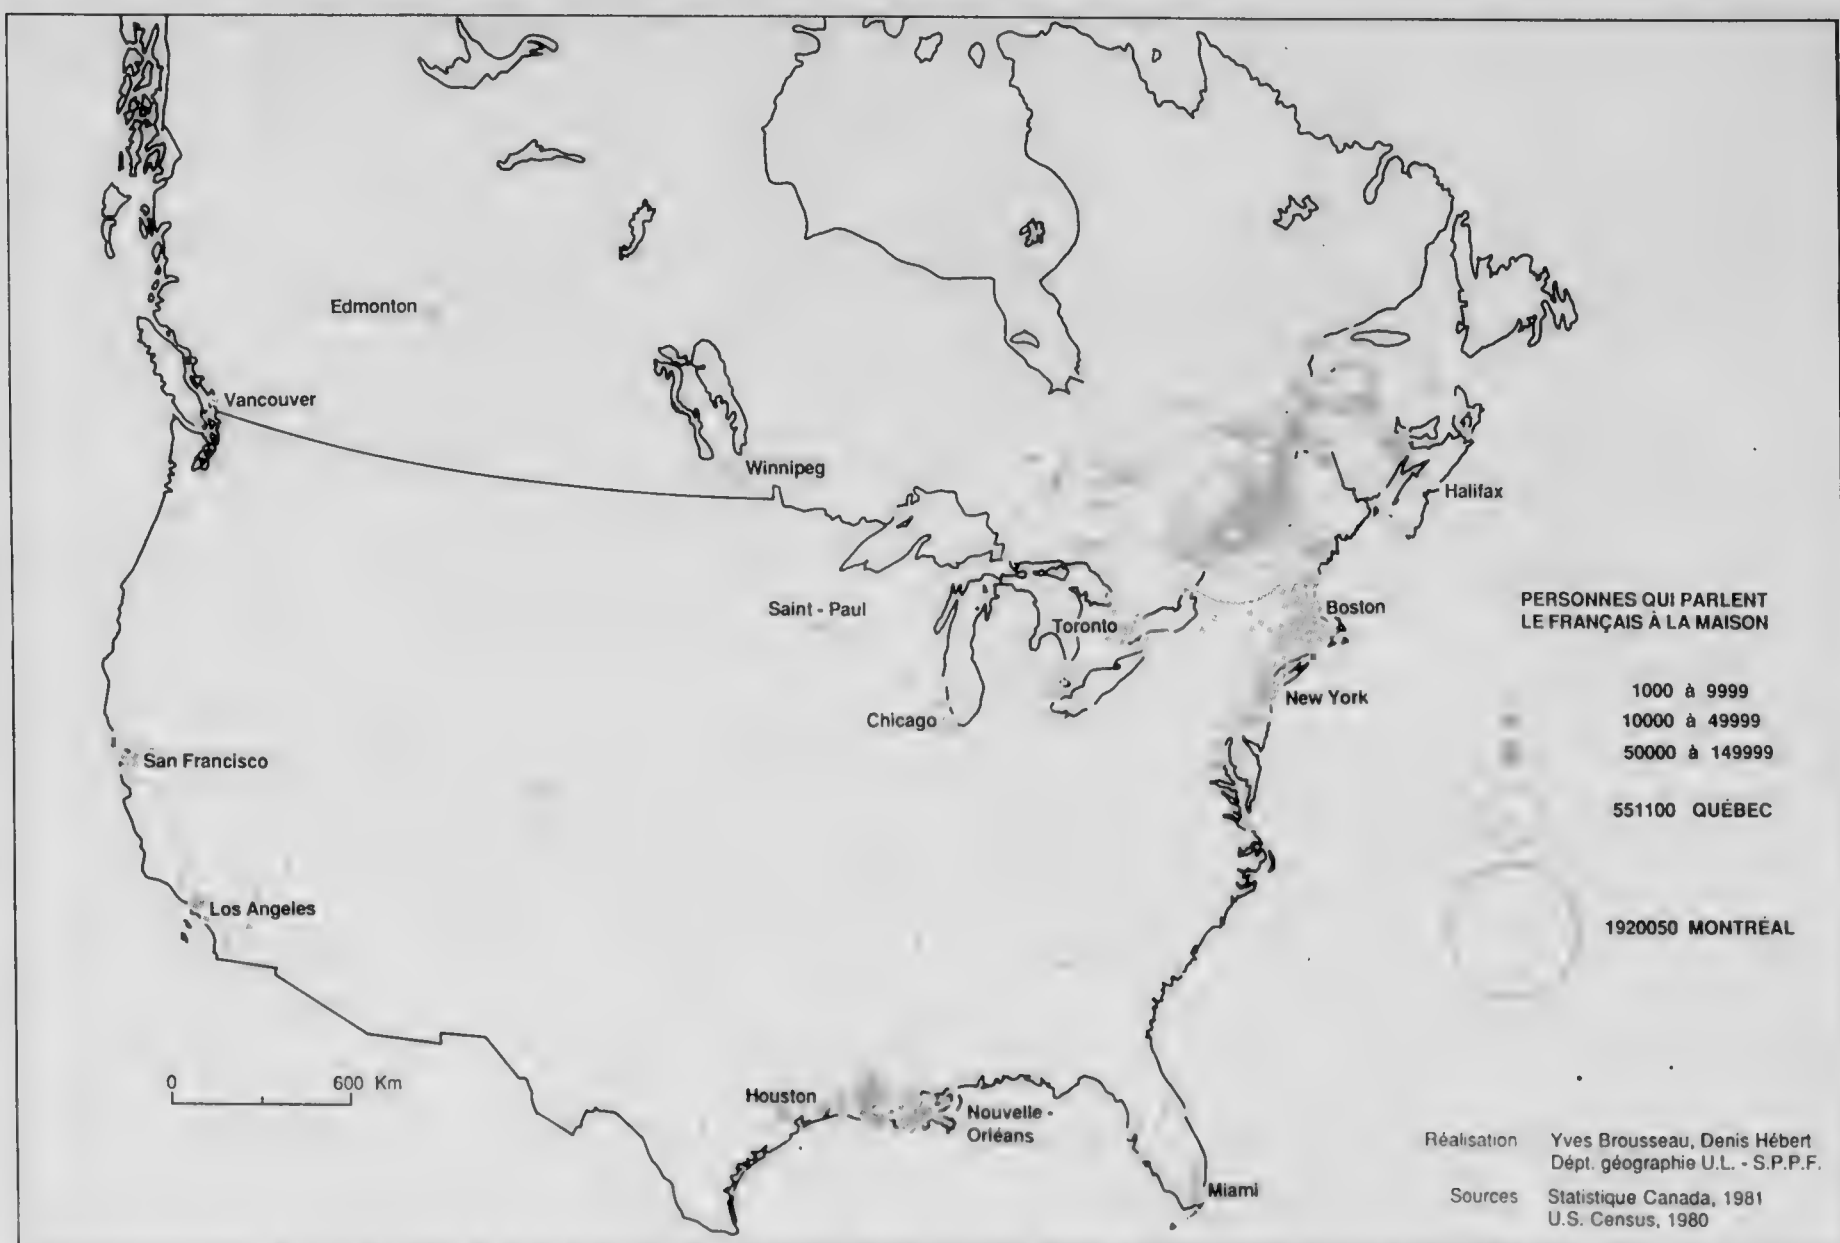 Edmonton
Vancouver
Winnipeg
Halifax
Saint - Paul
Toronto
Boston
New York
Chicago
San Francisco
Los Angeles
Houston
Nouvelle -
Orléans
Miami
0 600 Km
PERSONNES QUI PARLENT
LE FRANÇAIS À LA MAISON
1000 à 9999
10000 à 49999
50000 à 149999
551100 QUÉBEC
1920050 MONTRÉAL
Réalisation Yves Brousseau, Denis Hébert
Dépt. géographie U.L. - S.P.P.F.
Sources Statistique Canada, 1981
U.S. Census, 1980